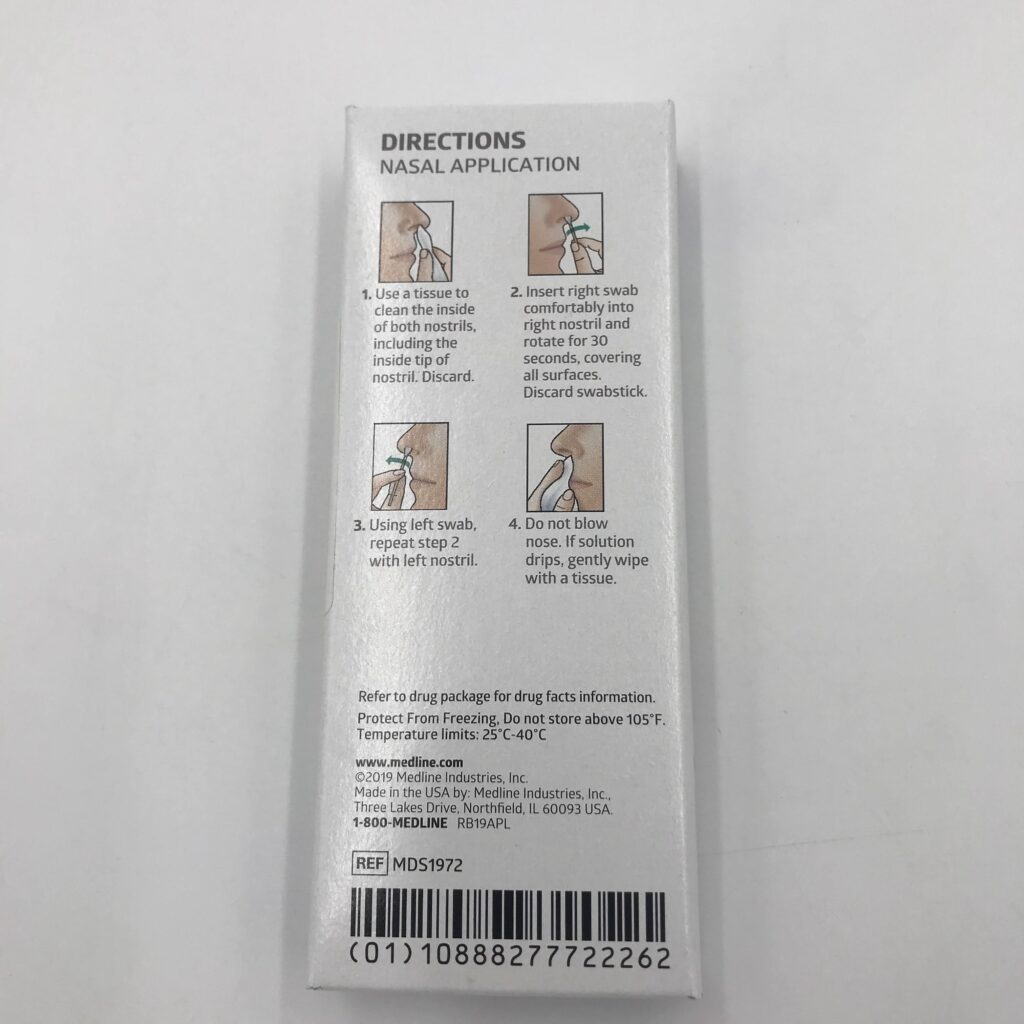 DIRECTIONS
NASAL APPLICATION
1. Use a tissue to
clean the inside
of both nostrils,
including the
inside tip of
nostril. Discard.
2. Insert right swab
comfortably into
right nostril and
rotate for 30
seconds, covering
all surfaces.
Discard swabstick.
3. Using left swab,
repeat step 2
with left nostril.
4. Do not blow
nose. If solution
drips, gently wipe
with a tissue.
Refer to drug package for drug facts information.
Protect From Freezing, Do not store above 105°F.
Temperature limits: 25°C-40°C
www.medline.com
©2019 Medline Industries, Inc.
Made in the USA by: Medline Industries, Inc.,
Three Lakes Drive, Northfield, IL 60093 USA.
1-800-MEDLINE RB19APL
REF MDS1972
(01)10888277722262